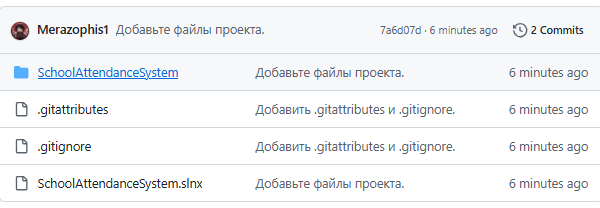 Merazophis1 Добавьте файлы проекта. 7a6d07d · 6 minutes ago 2 Commits
SchoolAttendanceSystem Добавьте файлы проекта. 6 minutes ago
.gitattributes Добавить .gitattributes и .gitignore. 6 minutes ago
.gitignore Добавить .gitattributes и .gitignore. 6 minutes ago
SchoolAttendanceSystem.slnx Добавьте файлы проекта. 6 minutes ago